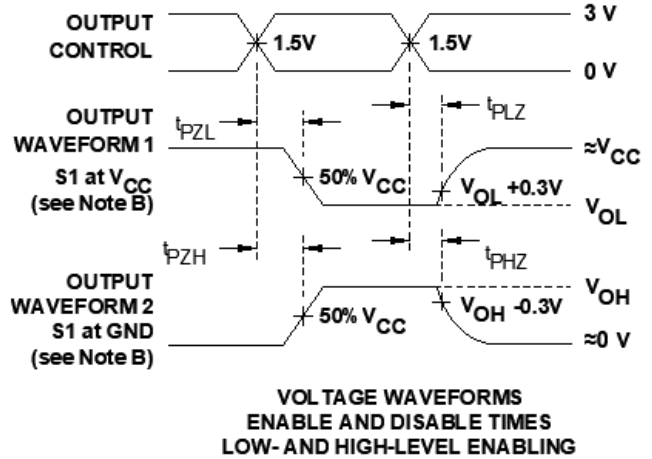 OUTPUT
CONTROL
1.5V
1.5V
3 V
0 V
OUTPUT
WAVEFORM 1
S1 at VCC
(see Note B)
tPZL
tPLZ
50% VCC
VOL +0.3V
≈VCC
VOL
tPZH
tPHZ
OUTPUT
WAVEFORM 2
S1 at GND
(see Note B)
50% VCC
VOH -0.3V
VOH
≈0 V
VOLTAGE WAVEFORMS
ENABLE AND DISABLE TIMES
LOW- AND HIGH-LEVEL ENABLING